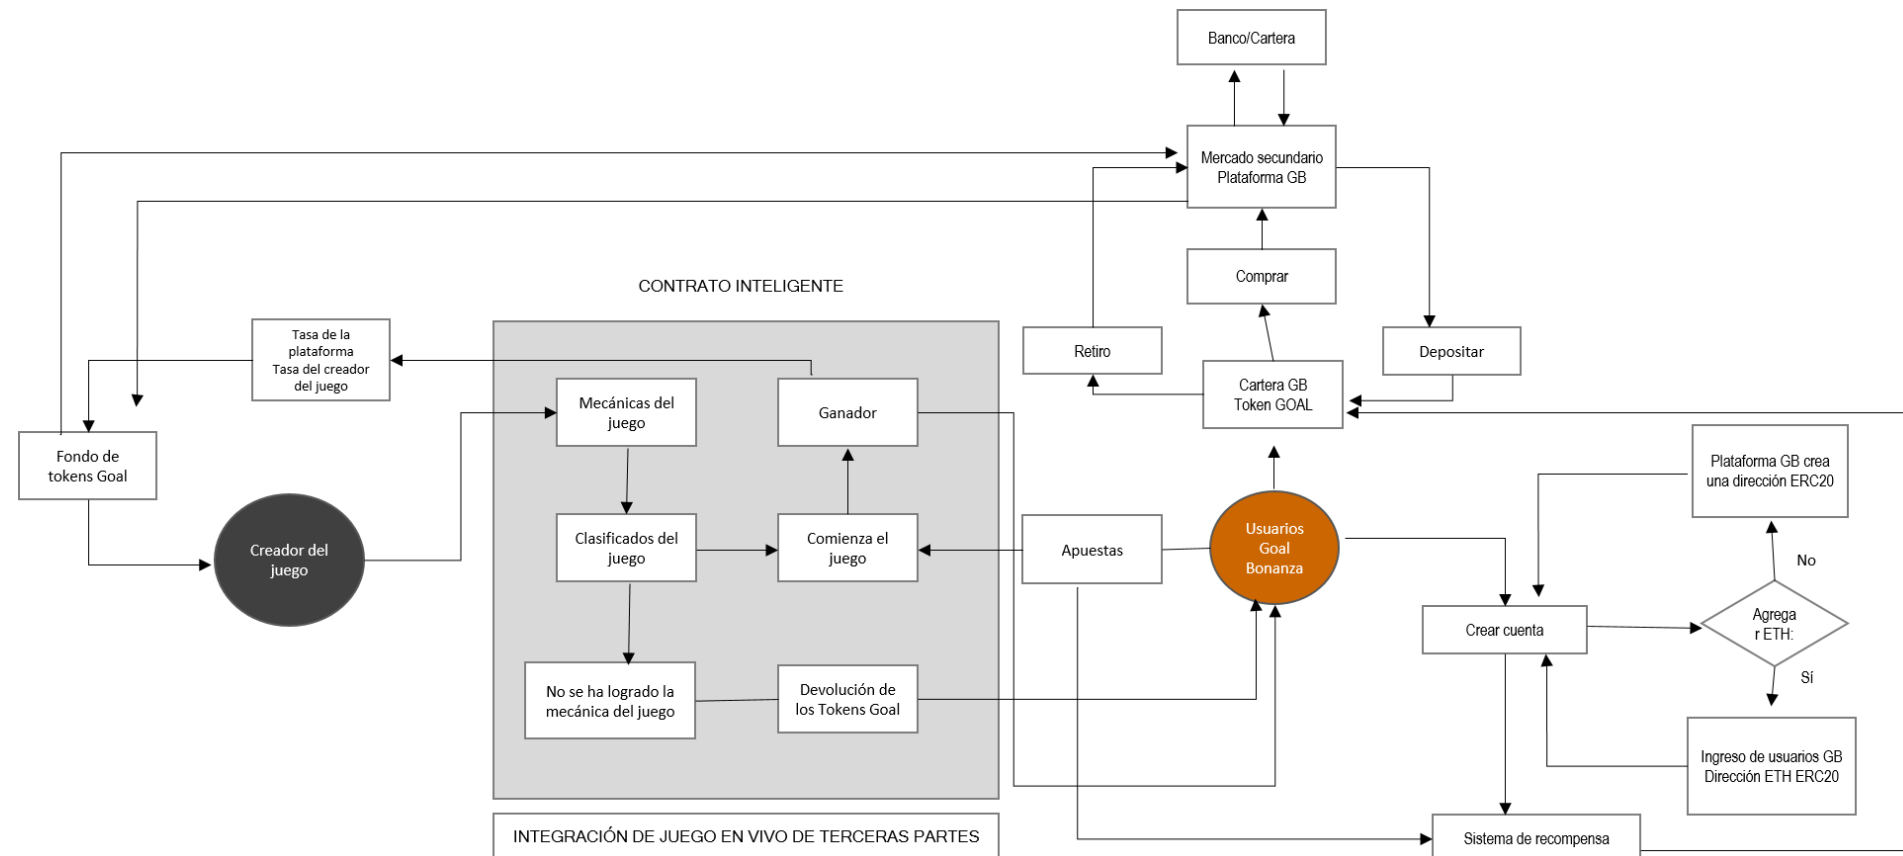 Banco/Cartera
Mercado secundario
Plataforma GB
Comprar
CONTRATO INTELIGENTE
Tasa de la
plataforma
Tasa del creador
del juego
Retiro
Depositar
Cartera GB
Token GOAL
Mecánicas del
juego
Ganador
Fondo de
tokens Goal
Plataforma GB crea
una dirección ERC20
Creador del
juego
Clasificados del
juego
Comienza el
juego
Apuestas
Usuarios
Goal
Bonanza
No
Crear cuenta
Agrega
r ETH:
Sí
No se ha logrado la
mecánica del juego
Devolución de
los Tokens Goal
Ingreso de usuarios GB
Dirección ETH ERC20
INTEGRACIÓN DE JUEGO EN VIVO DE TERCERAS PARTES
Sistema de recompensa